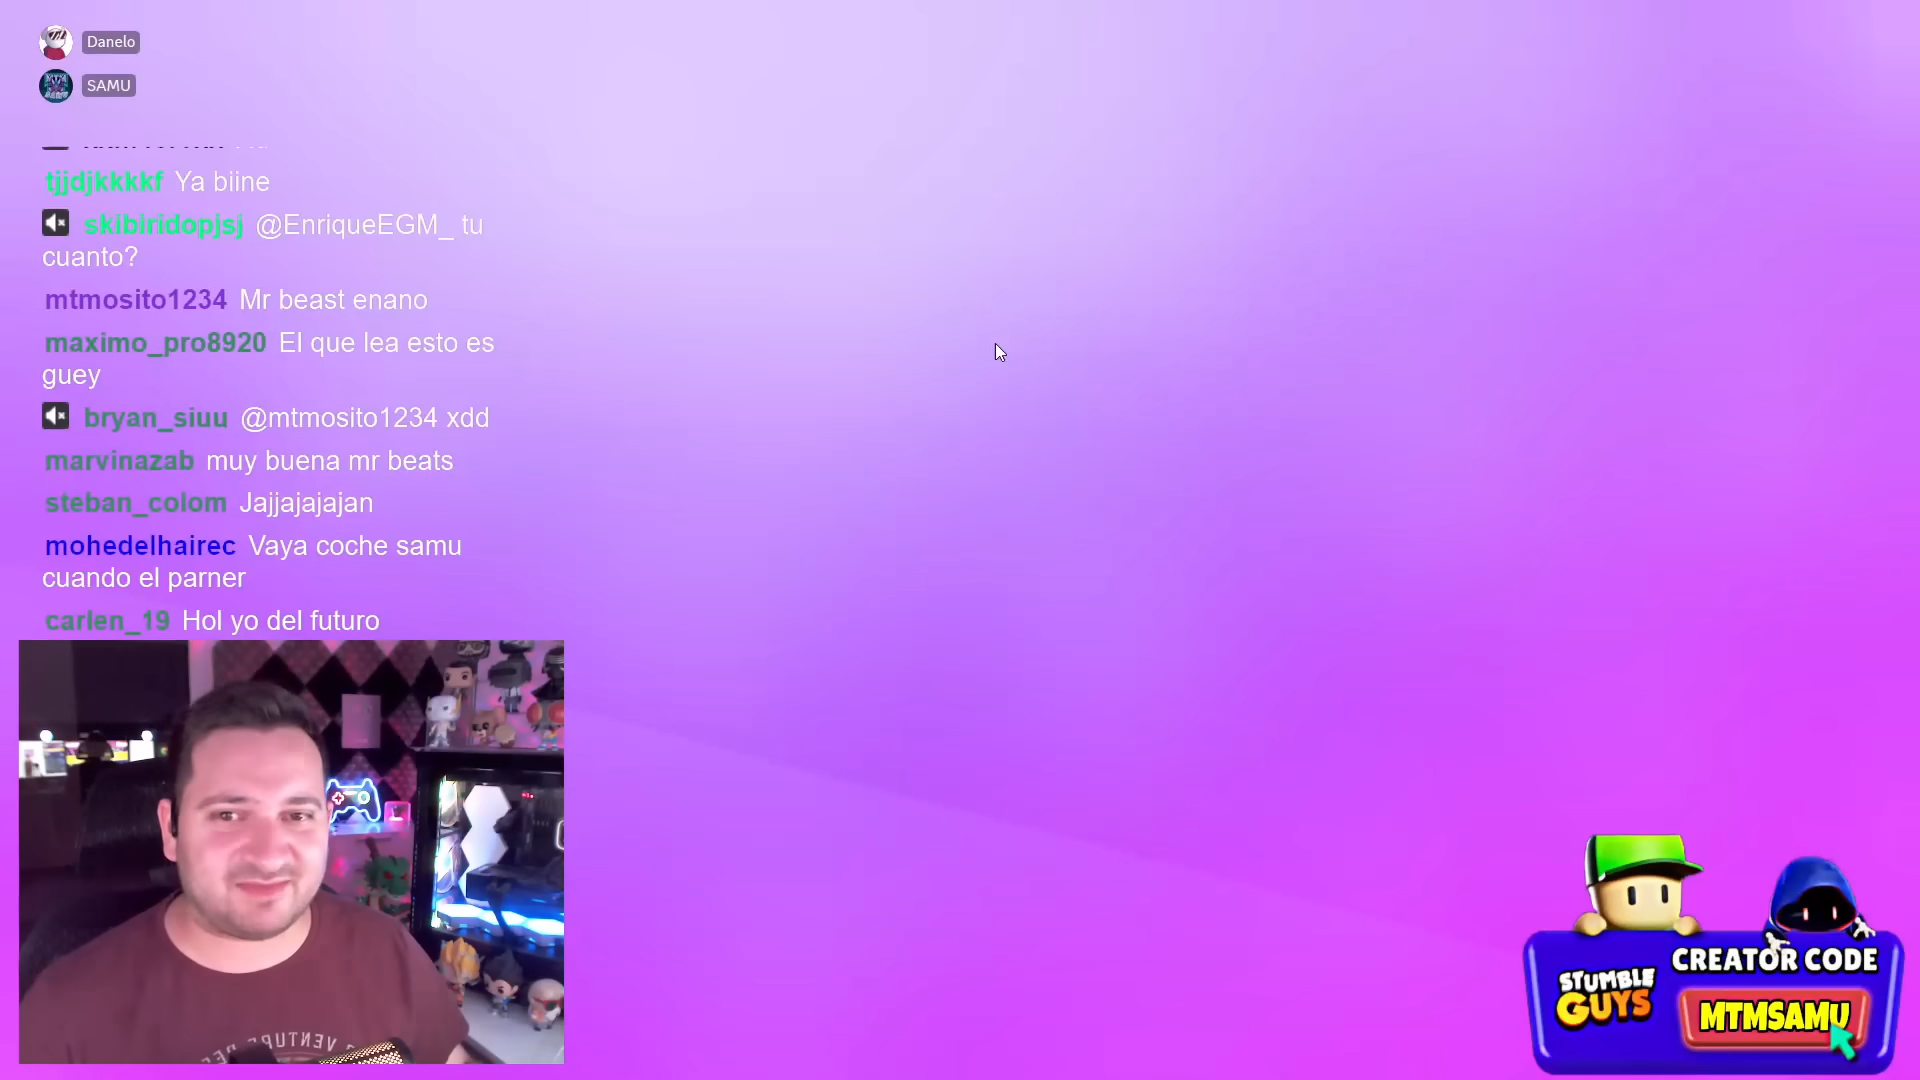 Danelo
SAMU
tjjdjkkkkf Ya biine
skibiridopjsj @EnriqueEGM_ tu
cuanto?
mtmosito1234 Mr beast enano
maximo_pro8920 El que lea esto es
guey
bryan_siuu @mtmosito1234 xdd
marvinazab muy buena mr beats
steban_colom Jajjajajajan
mohedelhairec Vaya coche samu
cuando el parner
carlen_19 Hol yo del futuro
CREATOR CODE
STUMBLE
GUYS
MTMSAMU